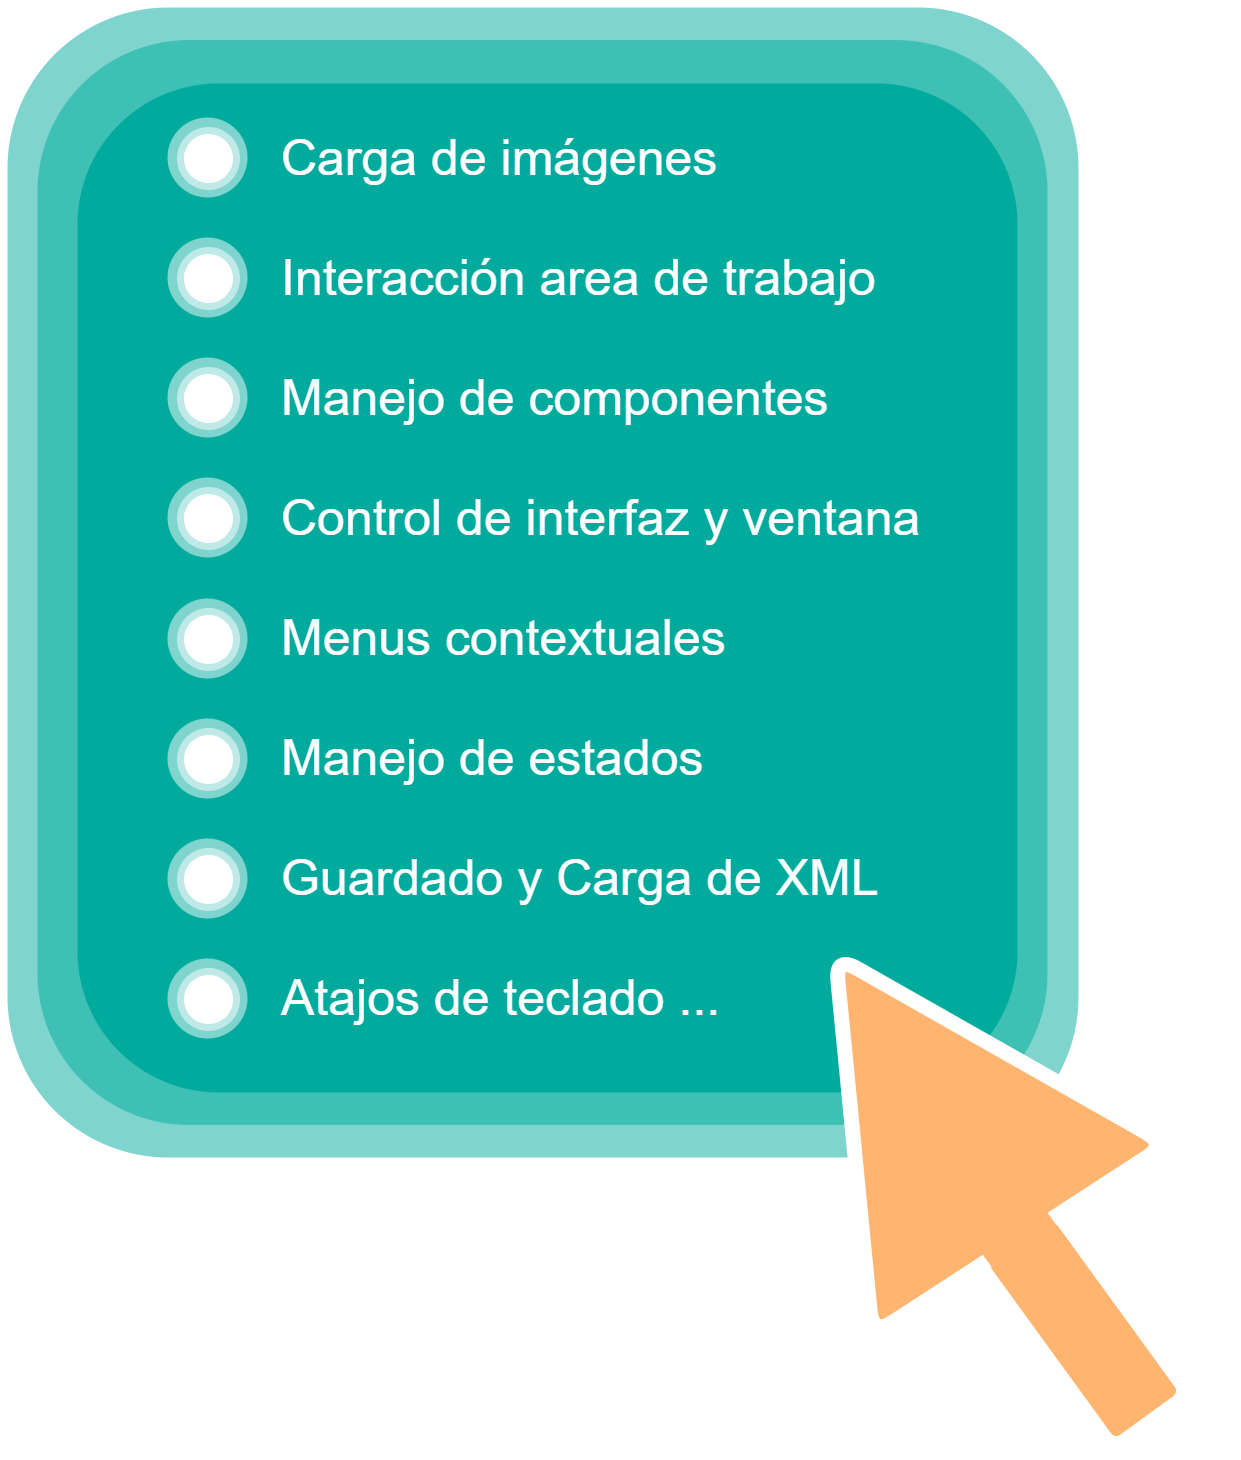 Carga de imágenes
Interacción area de trabajo
Manejo de componentes
Control de interfaz y ventana
Menus contextuales
Manejo de estados
Guardado y Carga de XML
Atajos de teclado ...